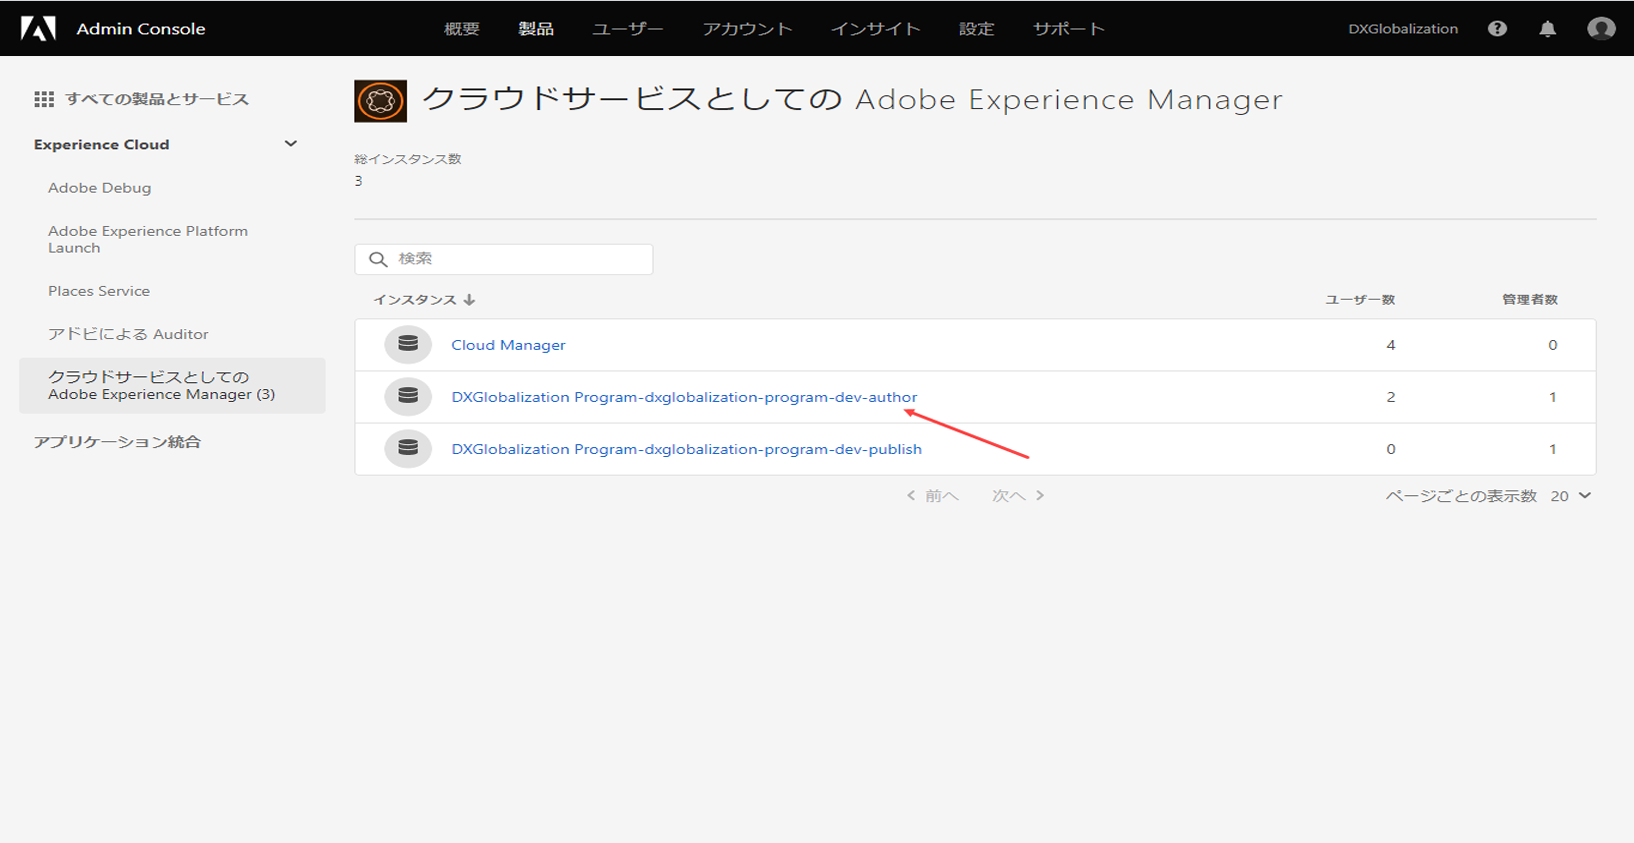 Admin Console
概要 製品 ユーザー アカウント インサイト 設定 サポート
DXGlobalization
すべての製品とサービス
Experience Cloud
Adobe Debug
Adobe Experience Platform
Launch
Places Service
アドビによる Auditor
クラウドサービスとしての
Adobe Experience Manager (3)
アプリケーション統合
クラウドサービスとしての Adobe Experience Manager
総インスタンス数
3
検索
インスタンス ユーザー数 管理者数
Cloud Manager 4 0
DXGlobalization Program-dxglobalization-program-dev-author 2 1
DXGlobalization Program-dxglobalization-program-dev-publish 0 1
前へ 次へ ページごとの表示数 20